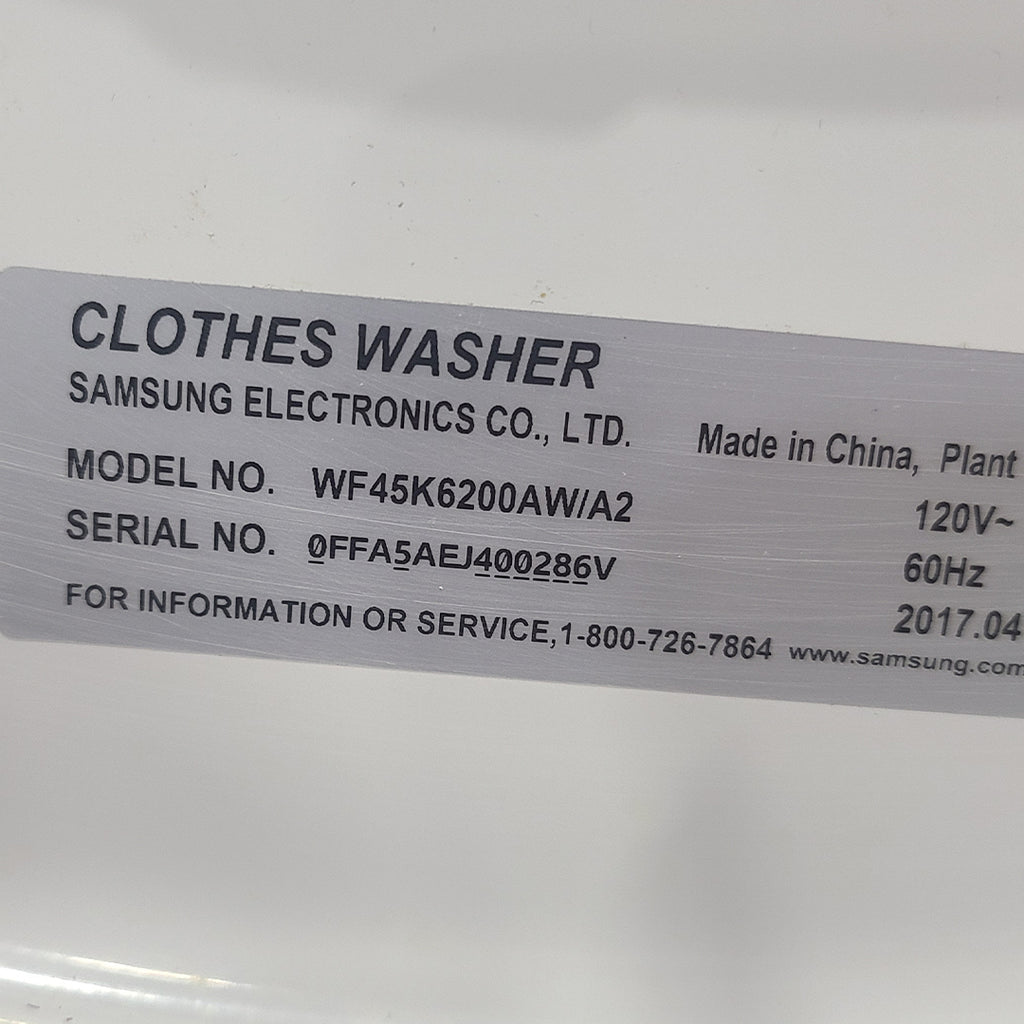 CLOTHES WASHER
SAMSUNG ELECTRONICS CO., LTD. Made in China, Plant
MODEL NO. WF45K6200AW/A2 120V~
SERIAL NO. 0FFA5AEJ400286V 60Hz
2017.04
FOR INFORMATION OR SERVICE,1-800-726-7864 www.samsung.com